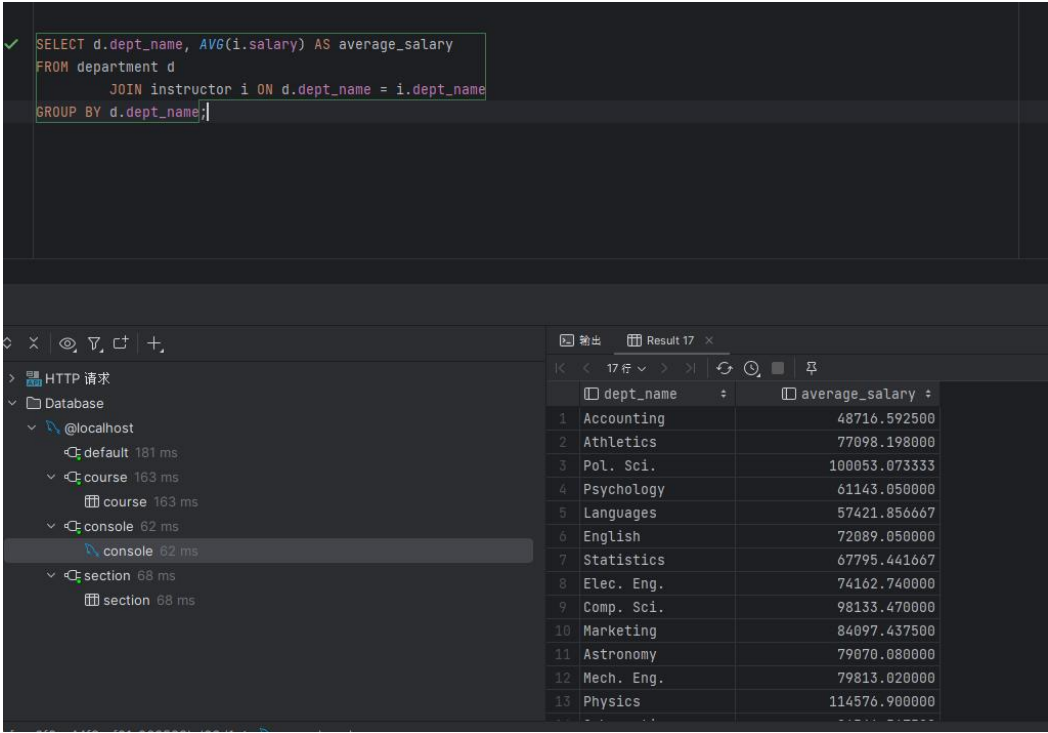 SELECT d.dept_name, AVG(i.salary) AS average_salary
FROM department d
JOIN instructor i ON d.dept_name = i.dept_name
GROUP BY d.dept_name;
HTTP 请求
Database
@localhost
default 181 ms
course 163 ms
course 163 ms
console 62 ms
console 62 ms
section 68 ms
section 68 ms
输出 Result 17
17 行
dept_name average_salary
1 Accounting 48716.592500
2 Athletics 77098.198000
3 Pol. Sci. 100053.073333
4 Psychology 61143.050000
5 Languages 57421.856667
6 English 72089.050000
7 Statistics 67795.441667
8 Elec. Eng. 74162.740000
9 Comp. Sci. 98133.470000
10 Marketing 84097.437500
11 Astronomy 79070.080000
12 Mech. Eng. 79813.020000
13 Physics 114576.900000